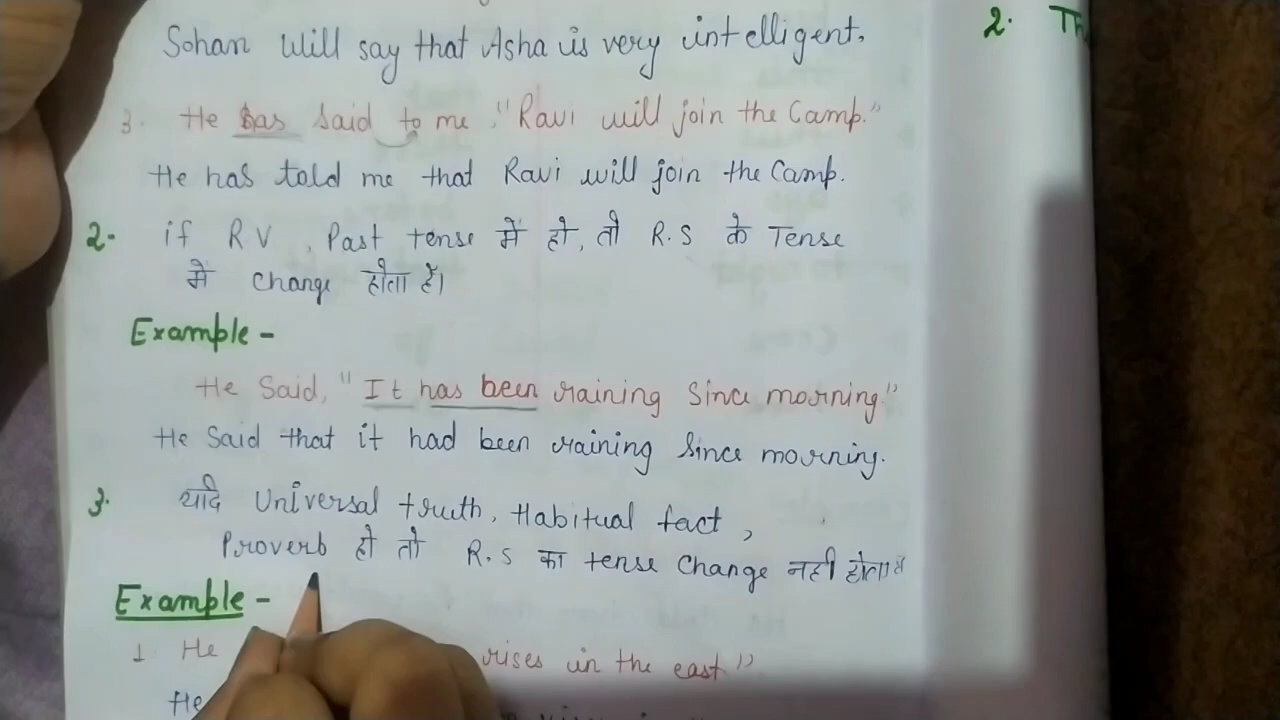 Sohan will say that Asha is very intelligent.
3. He has said to me, "Ravi will join the Camp."
He has told me that Ravi will join the Camp.
2. if R V, Past tense में हो, तो R.S के Tense
में change होता है।
Example -
He Said, "It has been raining Since morning"
He Said that it had been raining Since morning.
3. यदि Universal truth, Habitual fact,
Proverb हो तो R.S का tense Change नही होता है
Example -
1 He rises in the east"
He
2.